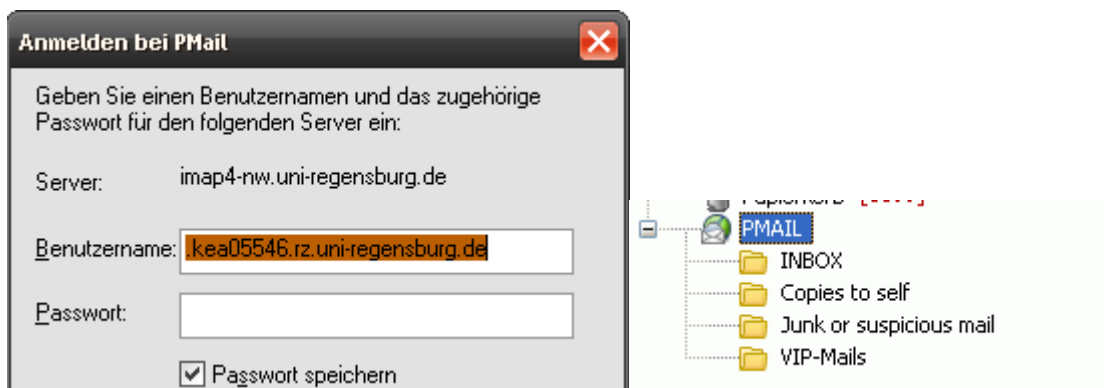 Anmelden bei PMail
Geben Sie einen Benutzernamen und das zugehörige
Passwort für den folgenden Server ein:
Server: imap4-nw.uni-regensburg.de
Benutzername: .kea05546.rz.uni-regensburg.de
Passwort:
Passwort speichern
PMAIL
INBOX
Copies to self
Junk or suspicious mail
VIP-Mails